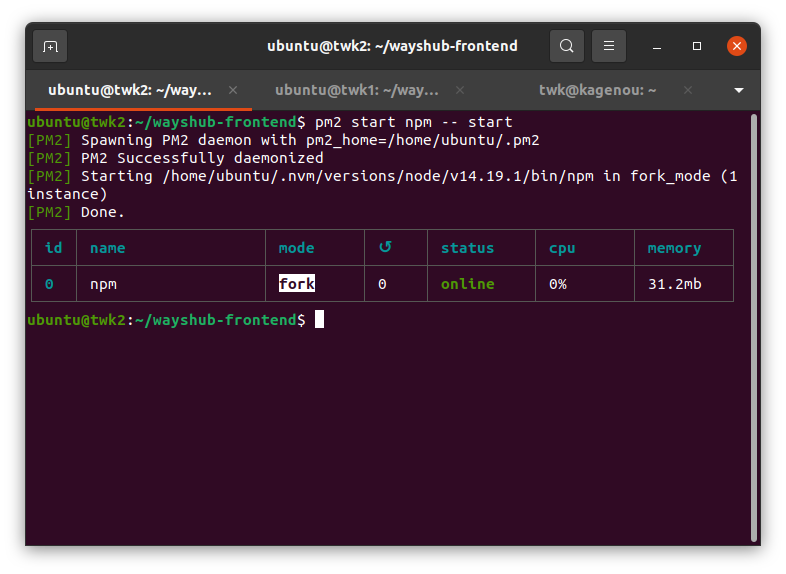 ubuntu@twk2: ~/wayshub-frontend
ubuntu@twk2: ~/way... × ubuntu@twk1: ~/way... × twk@kagenou: ~ ×
ubuntu@twk2:~/wayshub-frontend$ pm2 start npm -- start
[PM2] Spawning PM2 daemon with pm2_home=/home/ubuntu/.pm2
[PM2] PM2 Successfully daemonized
[PM2] Starting /home/ubuntu/.nvm/versions/node/v14.19.1/bin/npm in fork_mode (1
instance)
[PM2] Done.
id name mode ↺ status cpu memory
0 npm fork 0 online 0% 31.2mb
ubuntu@twk2:~/wayshub-frontend$